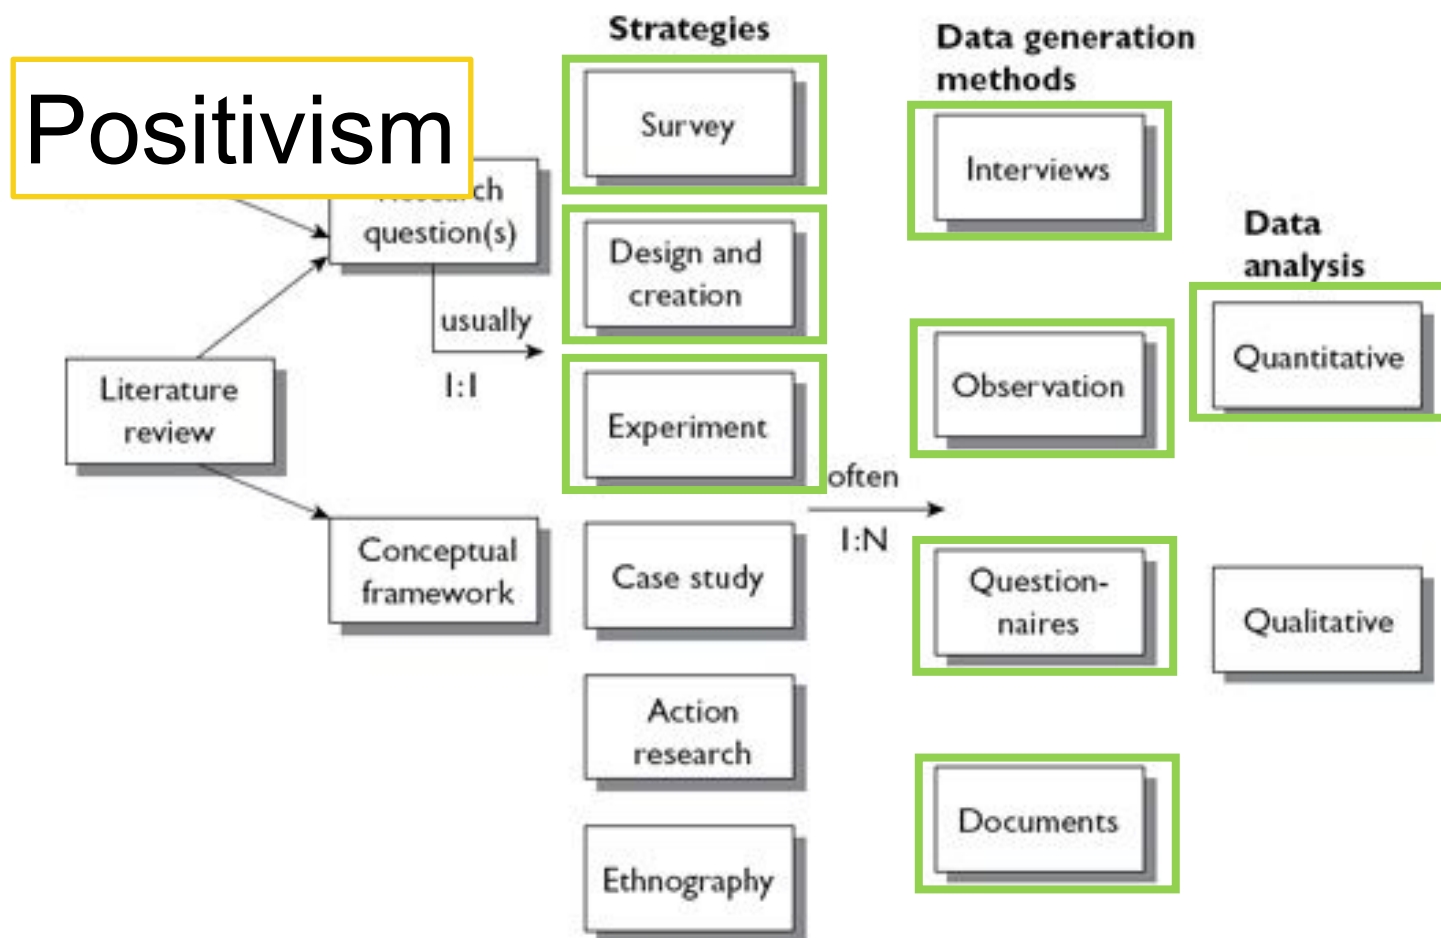 Positivism
Research
question(s)
Literature
review
Conceptual
framework
usually
1:1
Strategies
Survey
Design and
creation
Experiment
Case study
Action
research
Ethnography
often
1:N
Data generation
methods
Interviews
Observation
Question-
naires
Documents
Data
analysis
Quantitative
Qualitative